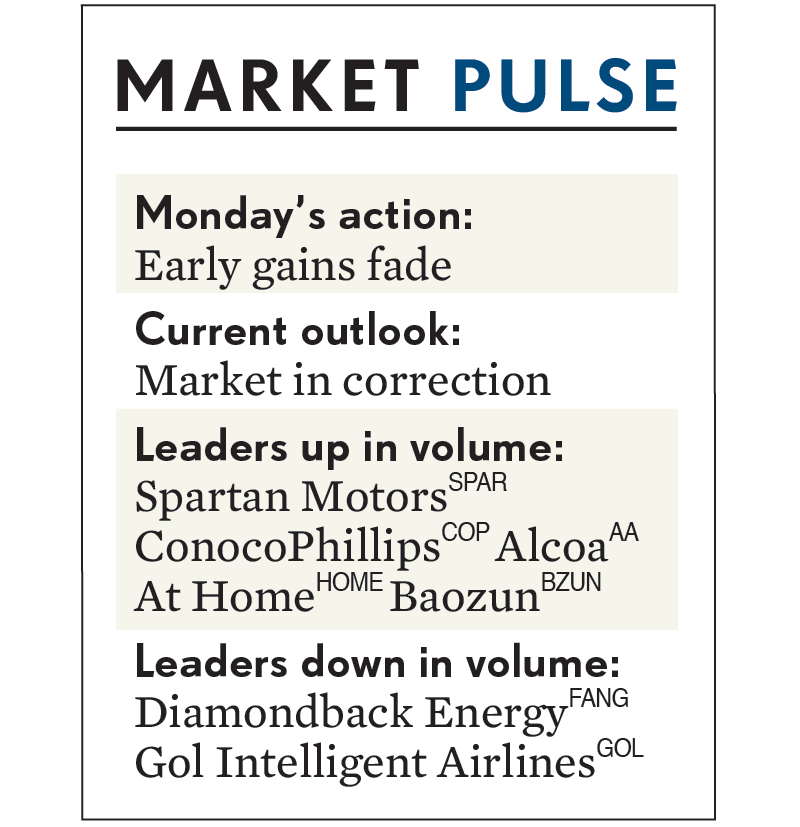 MARKET PULSE
Monday’s action:
Early gains fade
Current outlook:
Market in correction
Leaders up in volume:
Spartan Motors SPAR
ConocoPhillips COP Alcoa AA
At Home HOME Baozun BZUN
Leaders down in volume:
Diamondback Energy FANG
Gol Intelligent Airlines GOL